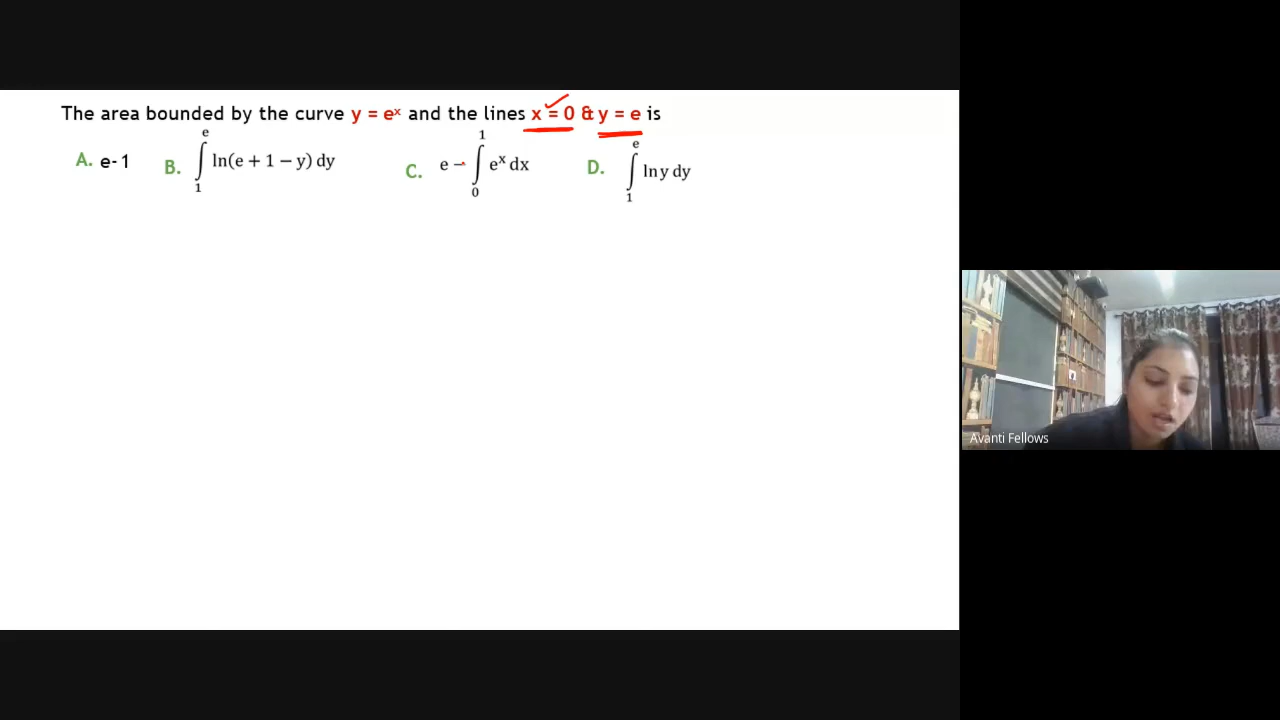 The area bounded by the curve y = eˣ and the lines x = 0 & y = e is
A. e- 1 B. ∫₁ᵉ ln(e + 1 − y) dy C. e − ∫₀¹ eˣ dx D. ∫₁ᵉ ln y dy
Avanti Fellows